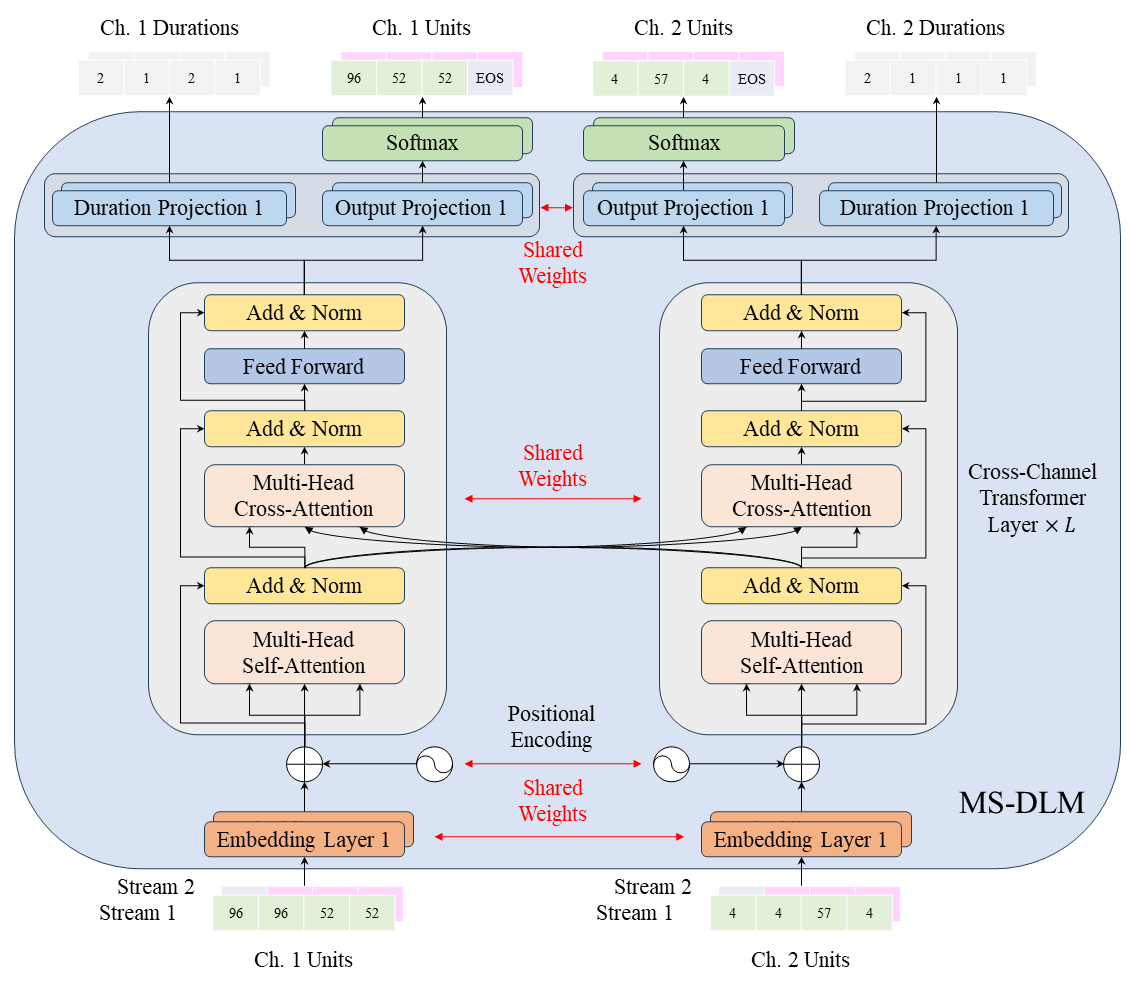 Ch. 1 Durations
Ch. 1 Units
Ch. 2 Units
Ch. 2 Durations
2 1 2 1
96 52 52 EOS
4 57 4 EOS
2 1 1 1
Softmax
Softmax
Duration Projection 1
Output Projection 1
Output Projection 1
Duration Projection 1
Shared
Weights
Add & Norm
Add & Norm
Feed Forward
Feed Forward
Add & Norm
Add & Norm
Shared
Weights
Multi-Head
Cross-Attention
Multi-Head
Cross-Attention
Cross-Channel
Transformer
Layer × L
Add & Norm
Add & Norm
Multi-Head
Self-Attention
Multi-Head
Self-Attention
Positional
Encoding
Shared
Weights
MS-DLM
Embedding Layer 1
Embedding Layer 1
Stream 2
Stream 1
96 96 52 52
Stream 2
Stream 1
4 4 57 4
Ch. 1 Units
Ch. 2 Units